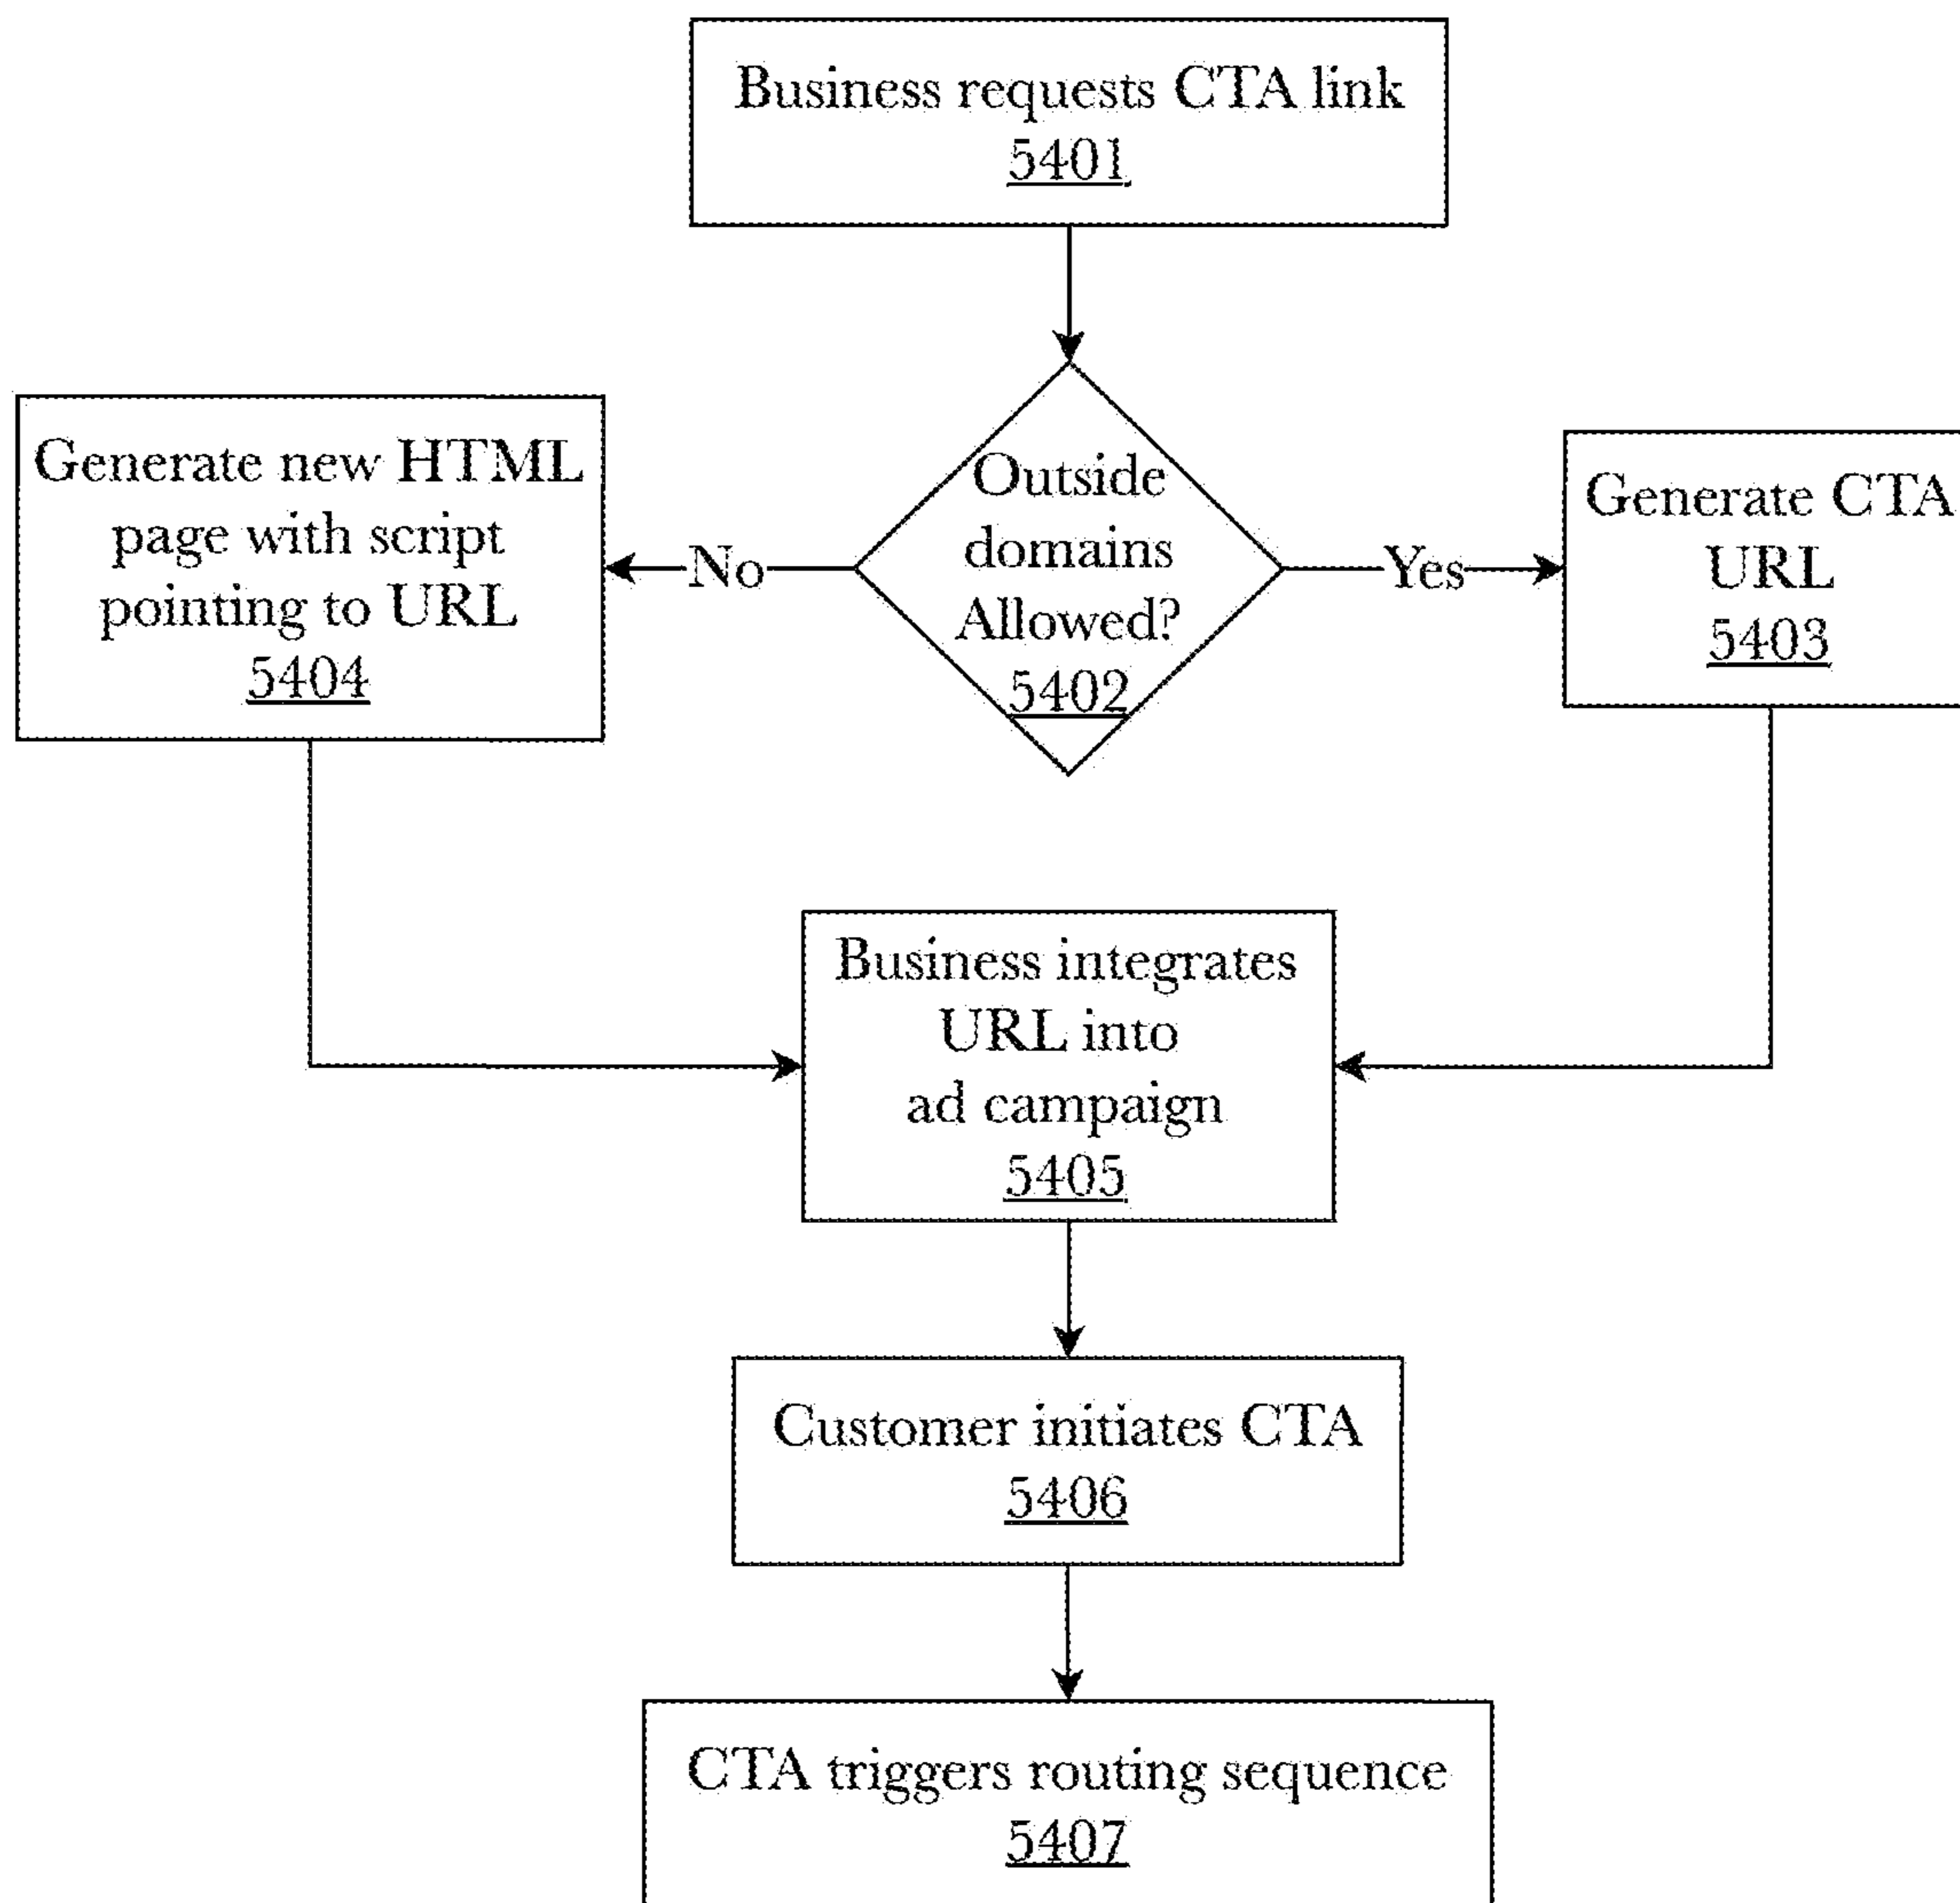 Business requests CTA link
5401
Outside
domains
Allowed?
5402
No
Yes
Generate new HTML
page with script
pointing to URL
5404
Generate CTA
URL
5403
Business integrates
URL into
ad campaign
5405
Customer initiates CTA
5406
CTA triggers routing sequence
5407